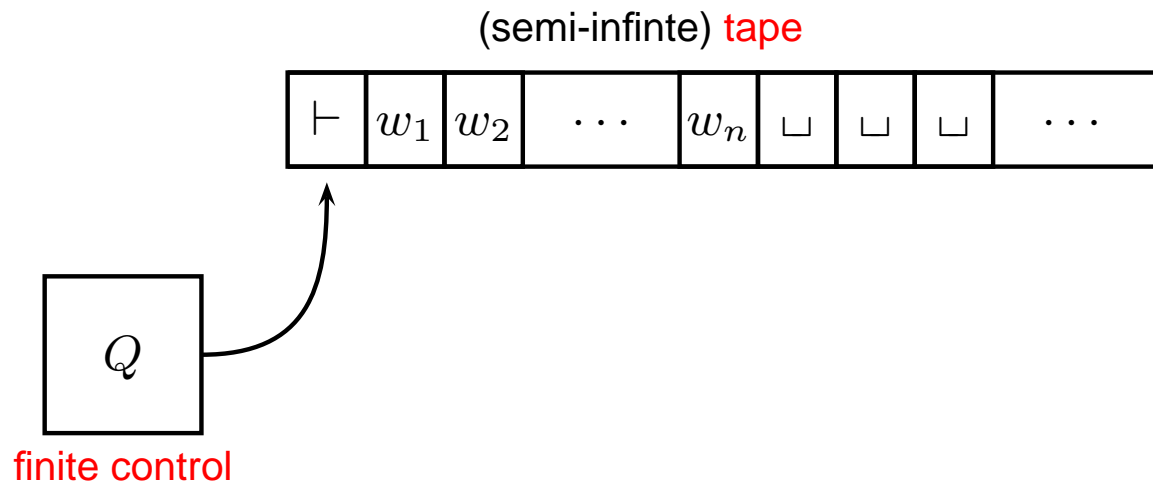 (semi-infinte) tape
⊢ w₁ w₂ ··· wₙ ␣ ␣ ␣ ···
Q
finite control